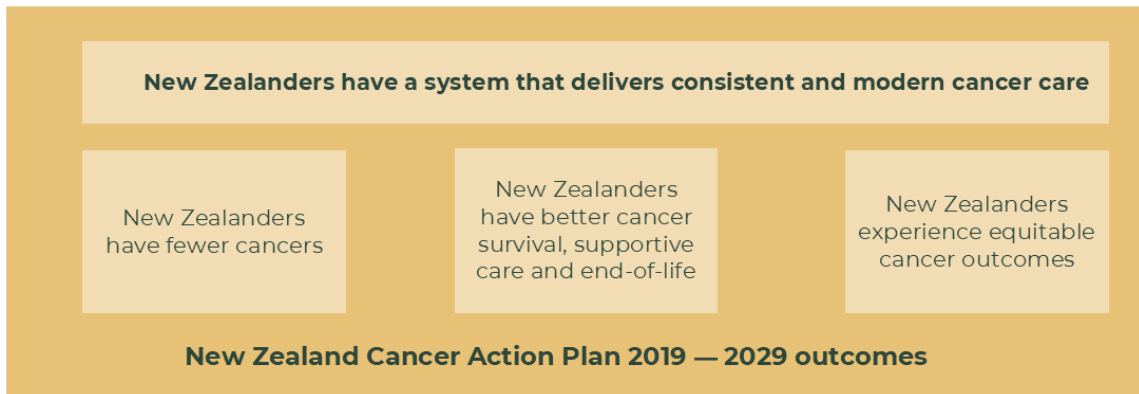 New Zealanders have a system that delivers consistent and modern cancer care
New Zealanders
have fewer cancers
New Zealanders
have better cancer
survival, supportive
care and end-of-life
New Zealanders
experience equitable
cancer outcomes
New Zealand Cancer Action Plan 2019 — 2029 outcomes